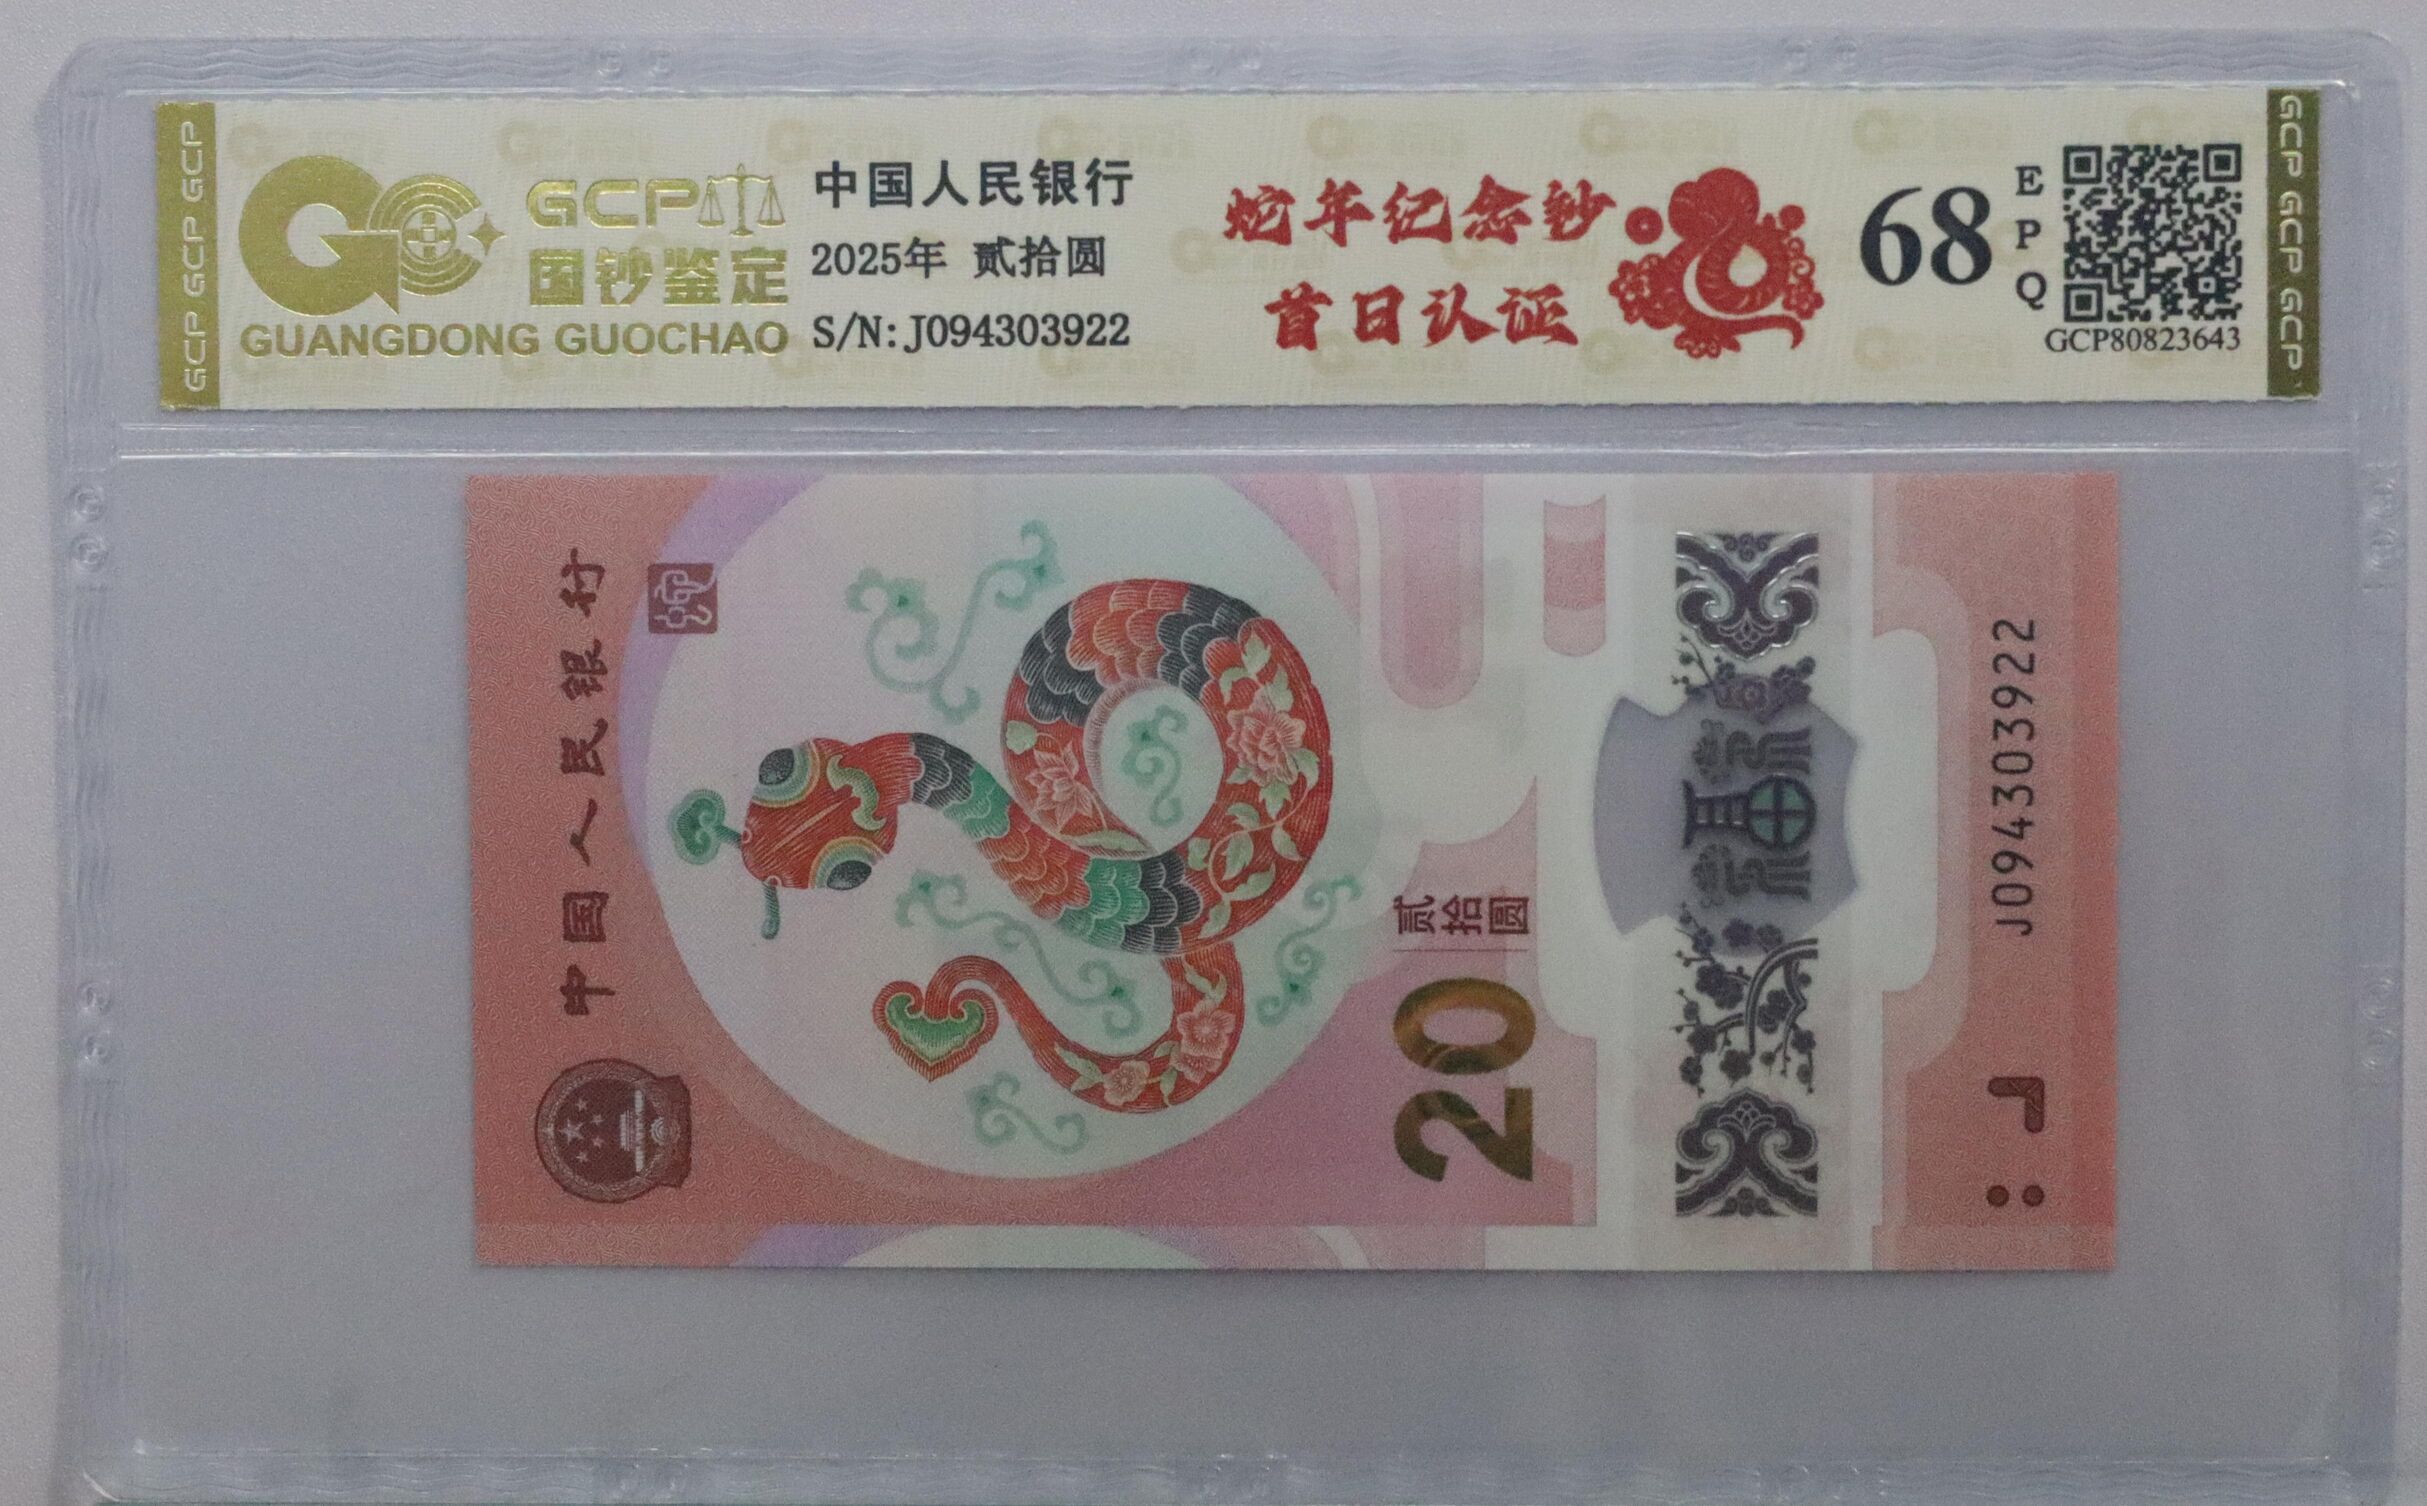 GCP GCP GCP
GCP
国钞鉴定
GUANGDONG GUOCHAO
中国人民银行
2025年 贰拾圆
S/N: J094303922
蛇年纪念钞
首日认证
68
EPQ
GCP80823643
GCP GCP GCP
中国人民银行
20
贰拾圆
福
J094303922